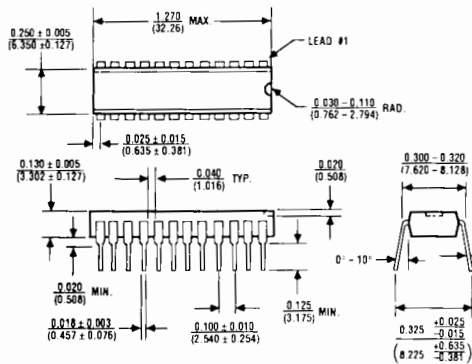 1.270
(32.26) MAX.
0.250 ± 0.005
(6.350 ± 0.127)
LEAD #1
0.030 – 0.110
(0.762 – 2.794) RAD.
0.025 ± 0.015
(0.635 ± 0.381)
0.130 ± 0.005
(3.302 ± 0.127)
0.040
(1.016) TYP.
0.020
(0.508)
0.300 – 0.320
(7.620 – 8.128)
0° – 10°
0.020
(0.508) MIN.
0.125
(3.175) MIN.
0.018 ± 0.003
(0.457 ± 0.076)
0.100 ± 0.010
(2.540 ± 0.254)
0.325 +0.025 -0.015
(8.225 +0.635 -0.381)